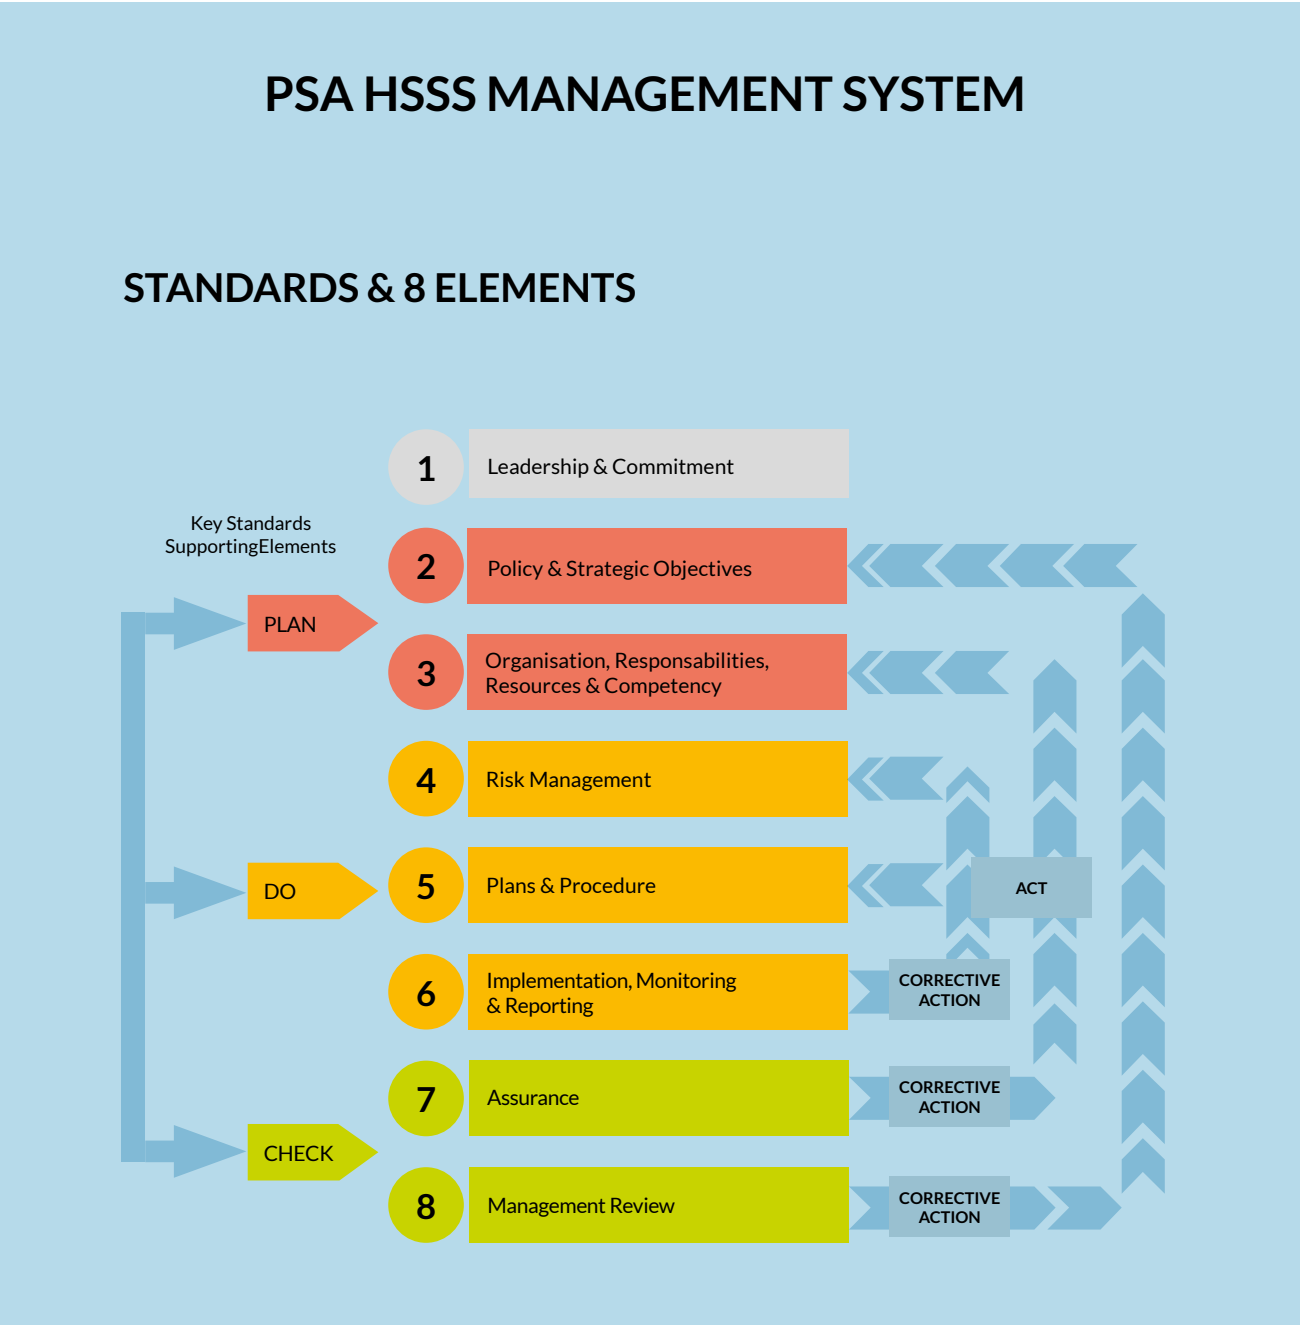 PSA HSSS MANAGEMENT SYSTEM
STANDARDS & 8 ELEMENTS
1
Leadership & Commitment
Key Standards
SupportingElements
2
Policy & Strategic Objectives
PLAN
3
Organisation, Responsabilities,
Resources & Competency
4
Risk Management
DO
5
Plans & Procedure
ACT
6
Implementation, Monitoring
& Reporting
CORRECTIVE
ACTION
7
Assurance
CORRECTIVE
ACTION
CHECK
8
Management Review
CORRECTIVE
ACTION